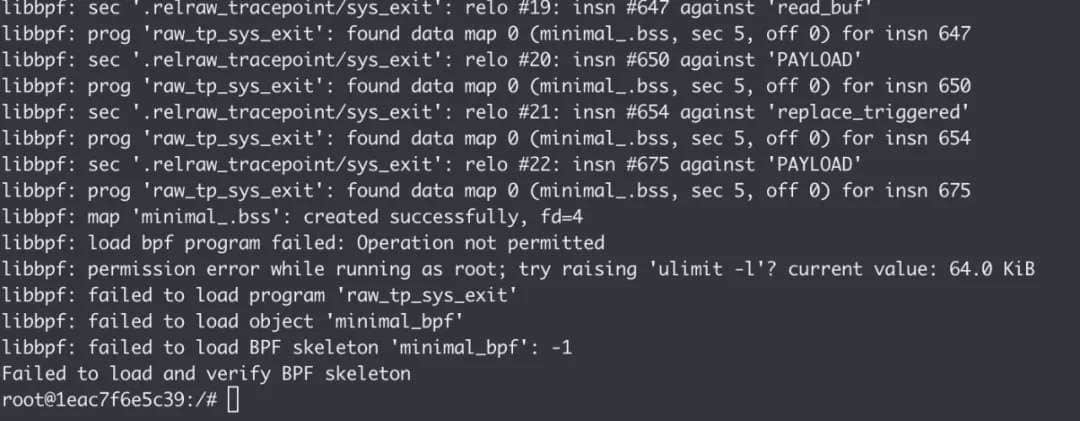 libbpf: sec '.relraw_tracepoint/sys_exit': relo #19: insn #647 against 'read_buf'
libbpf: prog 'raw_tp_sys_exit': found data map 0 (minimal_.bss, sec 5, off 0) for insn 647
libbpf: sec '.relraw_tracepoint/sys_exit': relo #20: insn #650 against 'PAYLOAD'
libbpf: prog 'raw_tp_sys_exit': found data map 0 (minimal_.bss, sec 5, off 0) for insn 650
libbpf: sec '.relraw_tracepoint/sys_exit': relo #21: insn #654 against 'replace_triggered'
libbpf: prog 'raw_tp_sys_exit': found data map 0 (minimal_.bss, sec 5, off 0) for insn 654
libbpf: sec '.relraw_tracepoint/sys_exit': relo #22: insn #675 against 'PAYLOAD'
libbpf: prog 'raw_tp_sys_exit': found data map 0 (minimal_.bss, sec 5, off 0) for insn 675
libbpf: map 'minimal_.bss': created successfully, fd=4
libbpf: load bpf program failed: Operation not permitted
libbpf: permission error while running as root; try raising 'ulimit -l'? current value: 64.0 KiB
libbpf: failed to load program 'raw_tp_sys_exit'
libbpf: failed to load object 'minimal_bpf'
libbpf: failed to load BPF skeleton 'minimal_bpf': -1
Failed to load and verify BPF skeleton
root@1eac7f6e5c39:/#